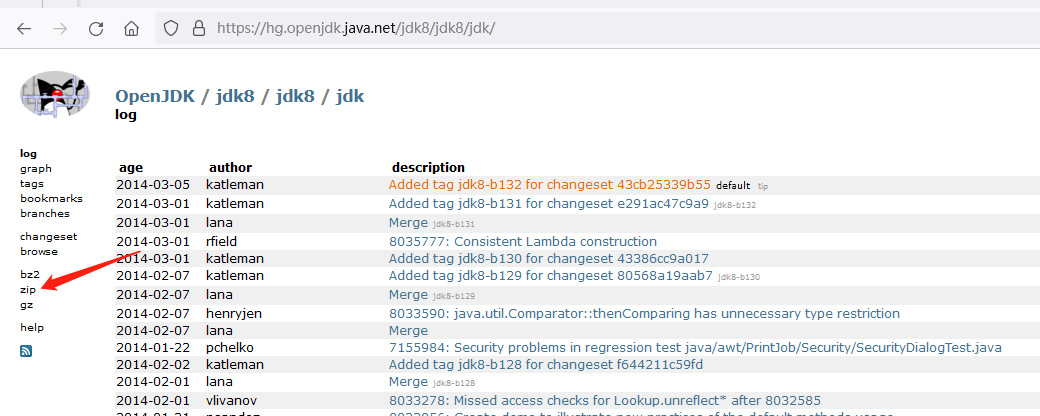 https://hg.openjdk.java.net/jdk8/jdk8/jdk/
OpenJDK / jdk8 / jdk8 / jdk
log
log
graph
tags
bookmarks
branches
changeset
browse
bz2
zip
gz
help
age author description
2014-03-05 katleman Added tag jdk8-b132 for changeset 43cb25339b55 default tip
2014-03-01 katleman Added tag jdk8-b131 for changeset e291ac47c9a9 jdk8-b132
2014-03-01 lana Merge jdk8-b131
2014-03-01 rfield 8035777: Consistent Lambda construction
2014-03-01 katleman Added tag jdk8-b130 for changeset 43386cc9a017
2014-02-07 katleman Added tag jdk8-b129 for changeset 80568a19aab7 jdk8-b130
2014-02-07 lana Merge jdk8-b129
2014-02-07 henryjen 8033590: java.util.Comparator::thenComparing has unnecessary type restriction
2014-02-07 lana Merge
2014-01-22 pchelko 7155984: Security problems in regression test java/awt/PrintJob/Security/SecurityDialogTest.java
2014-02-02 katleman Added tag jdk8-b128 for changeset f644211c59fd
2014-02-01 lana Merge jdk8-b128
2014-02-01 vlivanov 8033278: Missed access checks for Lookup.unreflect* after 8032585